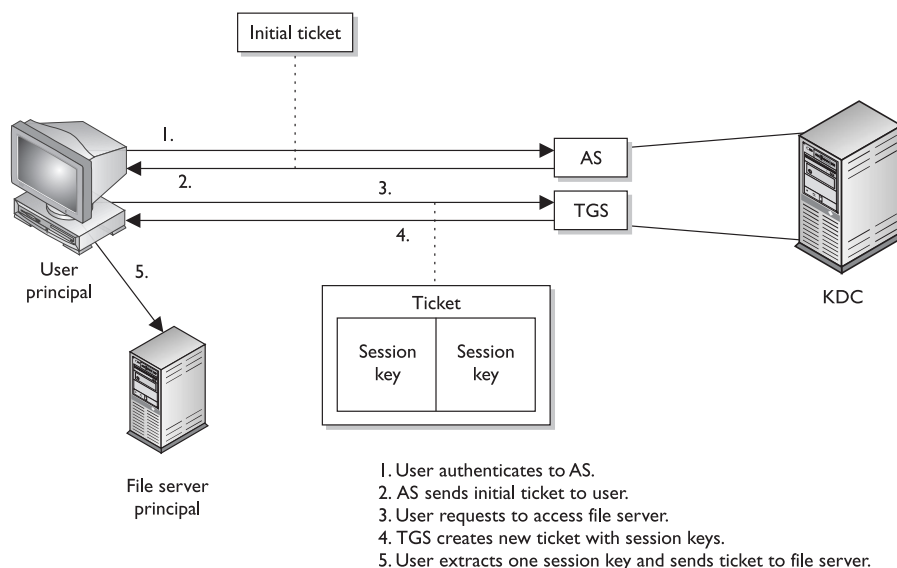 Initial ticket
1.
AS
2.
3.
TGS
4.
User
principal
5.
KDC
Ticket
Session
key
Session
key
File server
principal
1. User authenticates to AS.
2. AS sends initial ticket to user.
3. User requests to access file server.
4. TGS creates new ticket with session keys.
5. User extracts one session key and sends ticket to file server.